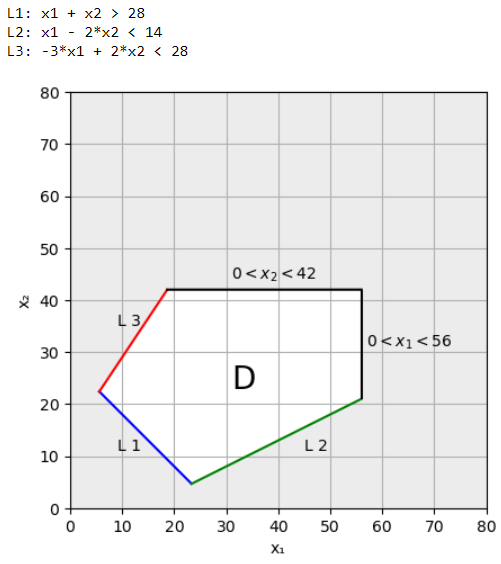 L1: x1 + x2 > 28
L2: x1 - 2*x2 < 14
L3: -3*x1 + 2*x2 < 28
80
70
60
50
0 < x₂ < 42
40
L 3
0 < x₁ < 56
30
D
20
L 1
L 2
10
0
0 10 20 30 40 50 60 70 80
x₂
x₁